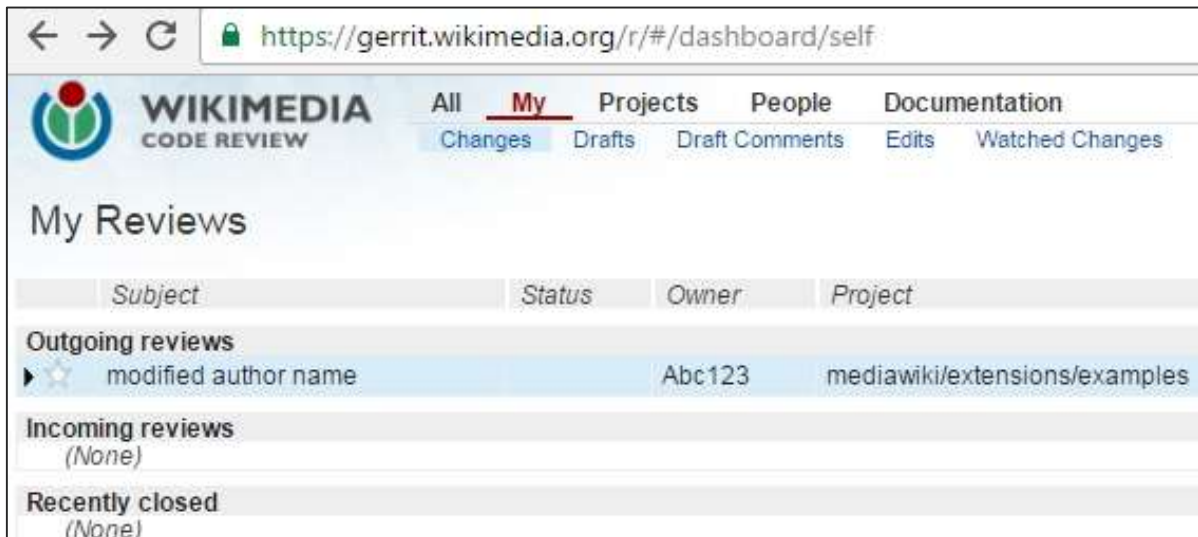 https://gerrit.wikimedia.org/r/#/dashboard/self
WIKIMEDIA
CODE REVIEW
All My Projects People Documentation
Changes Drafts Draft Comments Edits Watched Changes
My Reviews
Subject Status Owner Project
Outgoing reviews
modified author name Abc123 mediawiki/extensions/examples
Incoming reviews
(None)
Recently closed
(None)